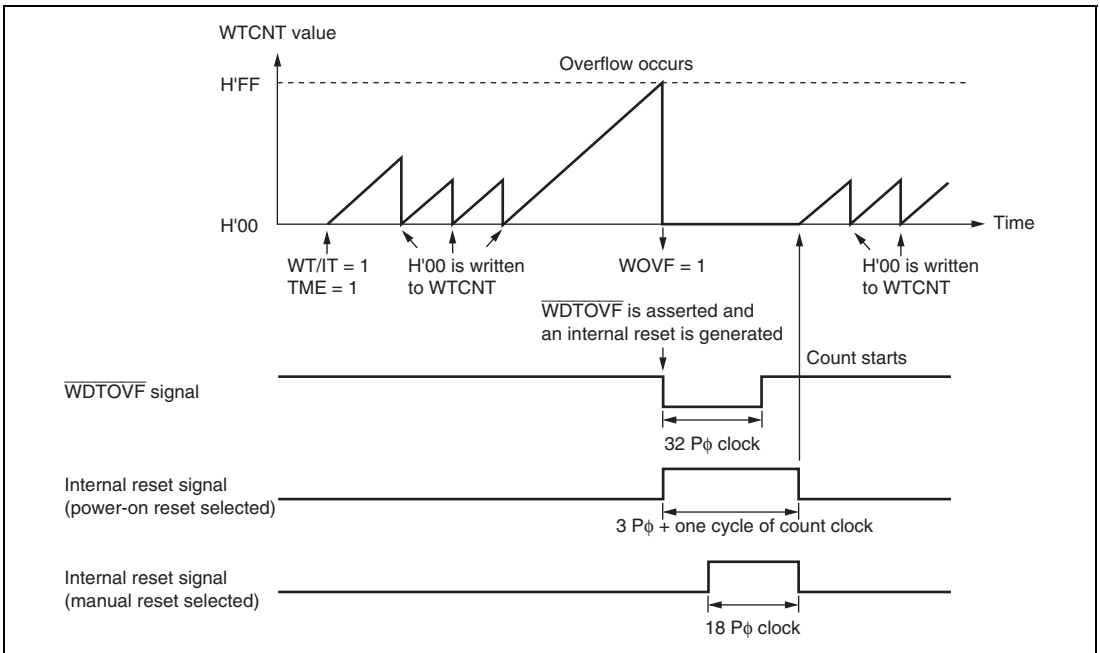 WTCNT value
Overflow occurs
H'FF
H'00
Time
WT/IT = 1
TME = 1
H'00 is written
to WTCNT
WOVF = 1
H'00 is written
to WTCNT
WDTOVF is asserted and
an internal reset is generated
Count starts
WDTOVF signal
32 Pϕ clock
Internal reset signal
(power-on reset selected)
3 Pϕ + one cycle of count clock
Internal reset signal
(manual reset selected)
18 Pϕ clock